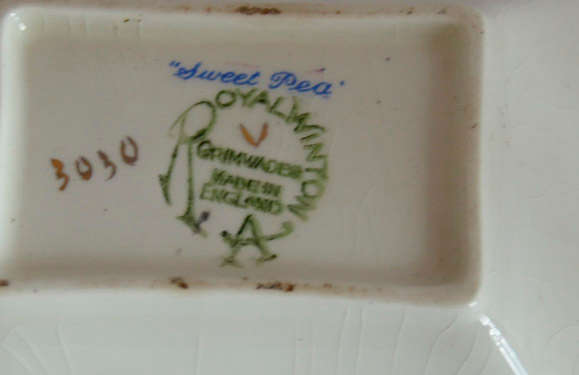 "Sweet Pea"
ROYAL WINTON
V
GRIMWADES
MADE IN
ENGLAND
A
3030